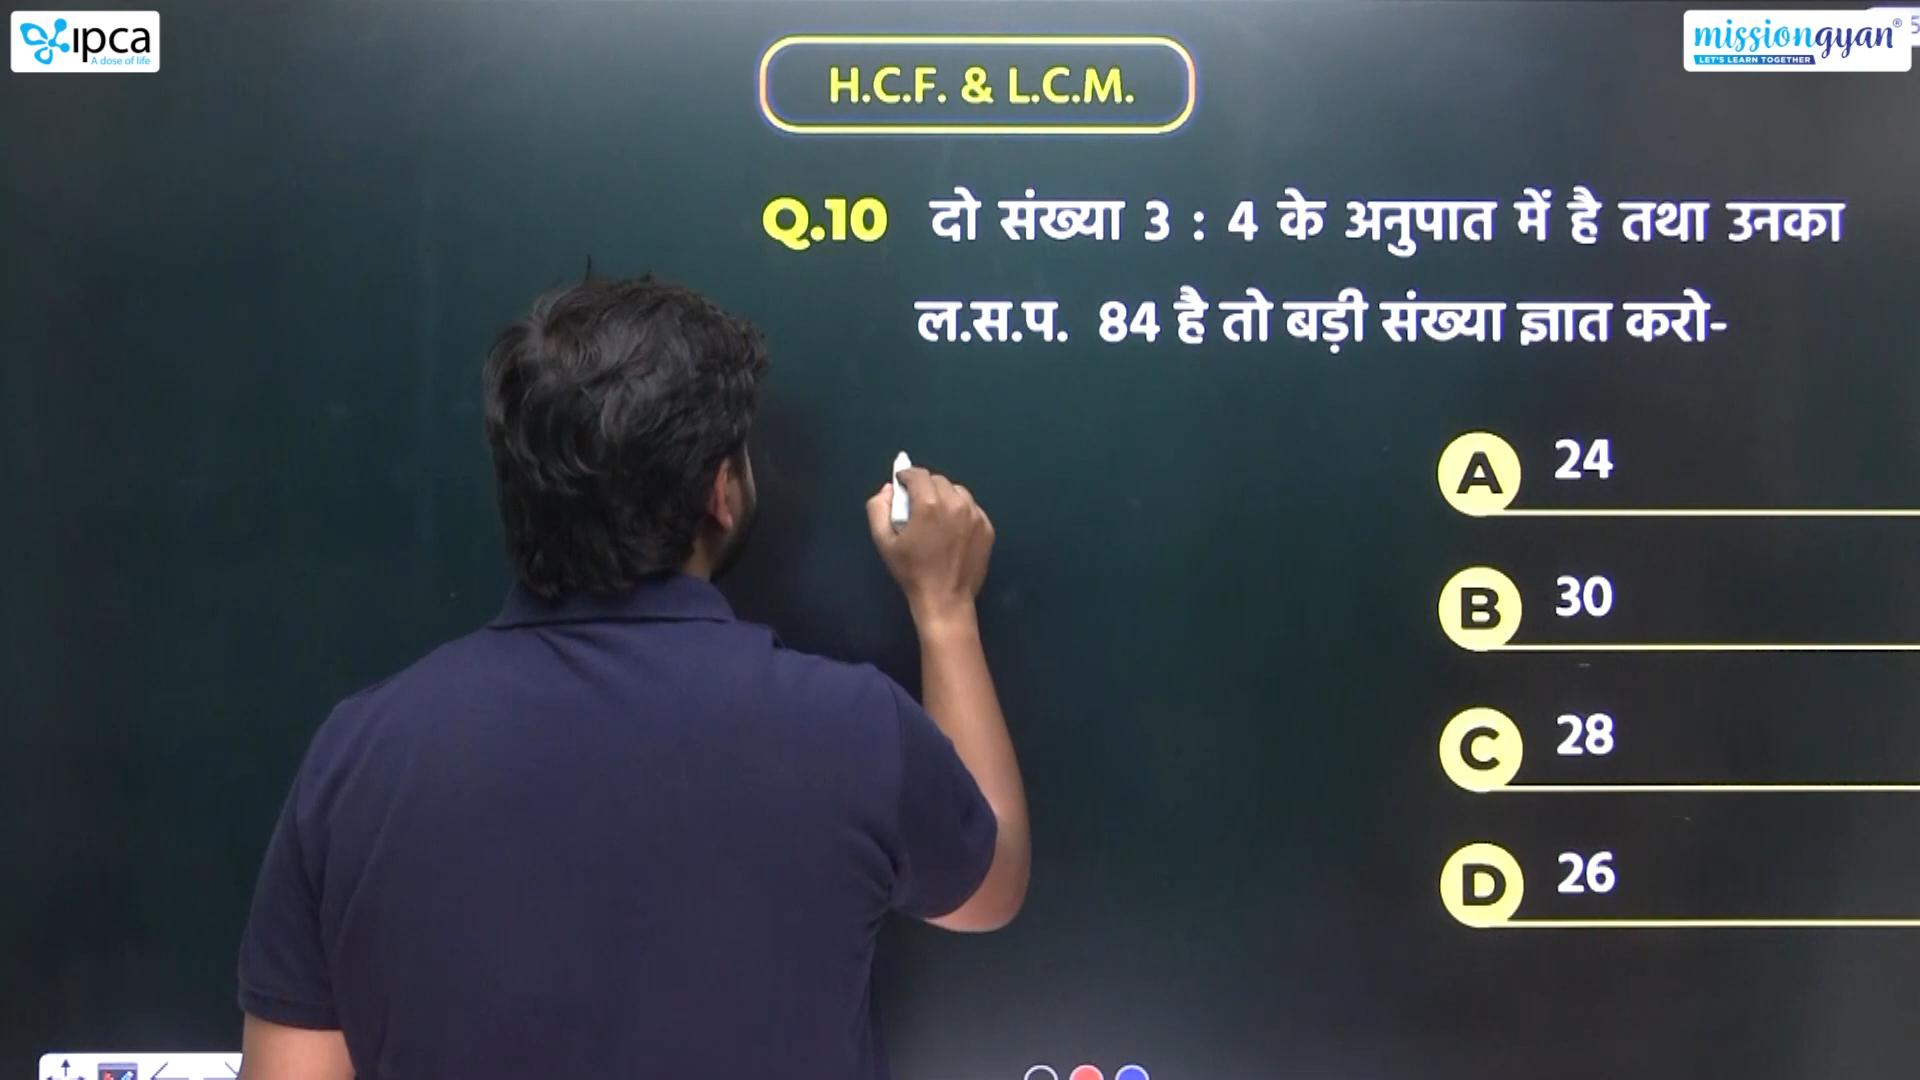 ipca
A dose of life
missiongyan®
LET'S LEARN TOGETHER
H.C.F. & L.C.M.
Q.10 दो संख्या 3 : 4 के अनुपात में है तथा उनका
ल.स.प. 84 है तो बड़ी संख्या ज्ञात करो-
A 24
B 30
C 28
D 26